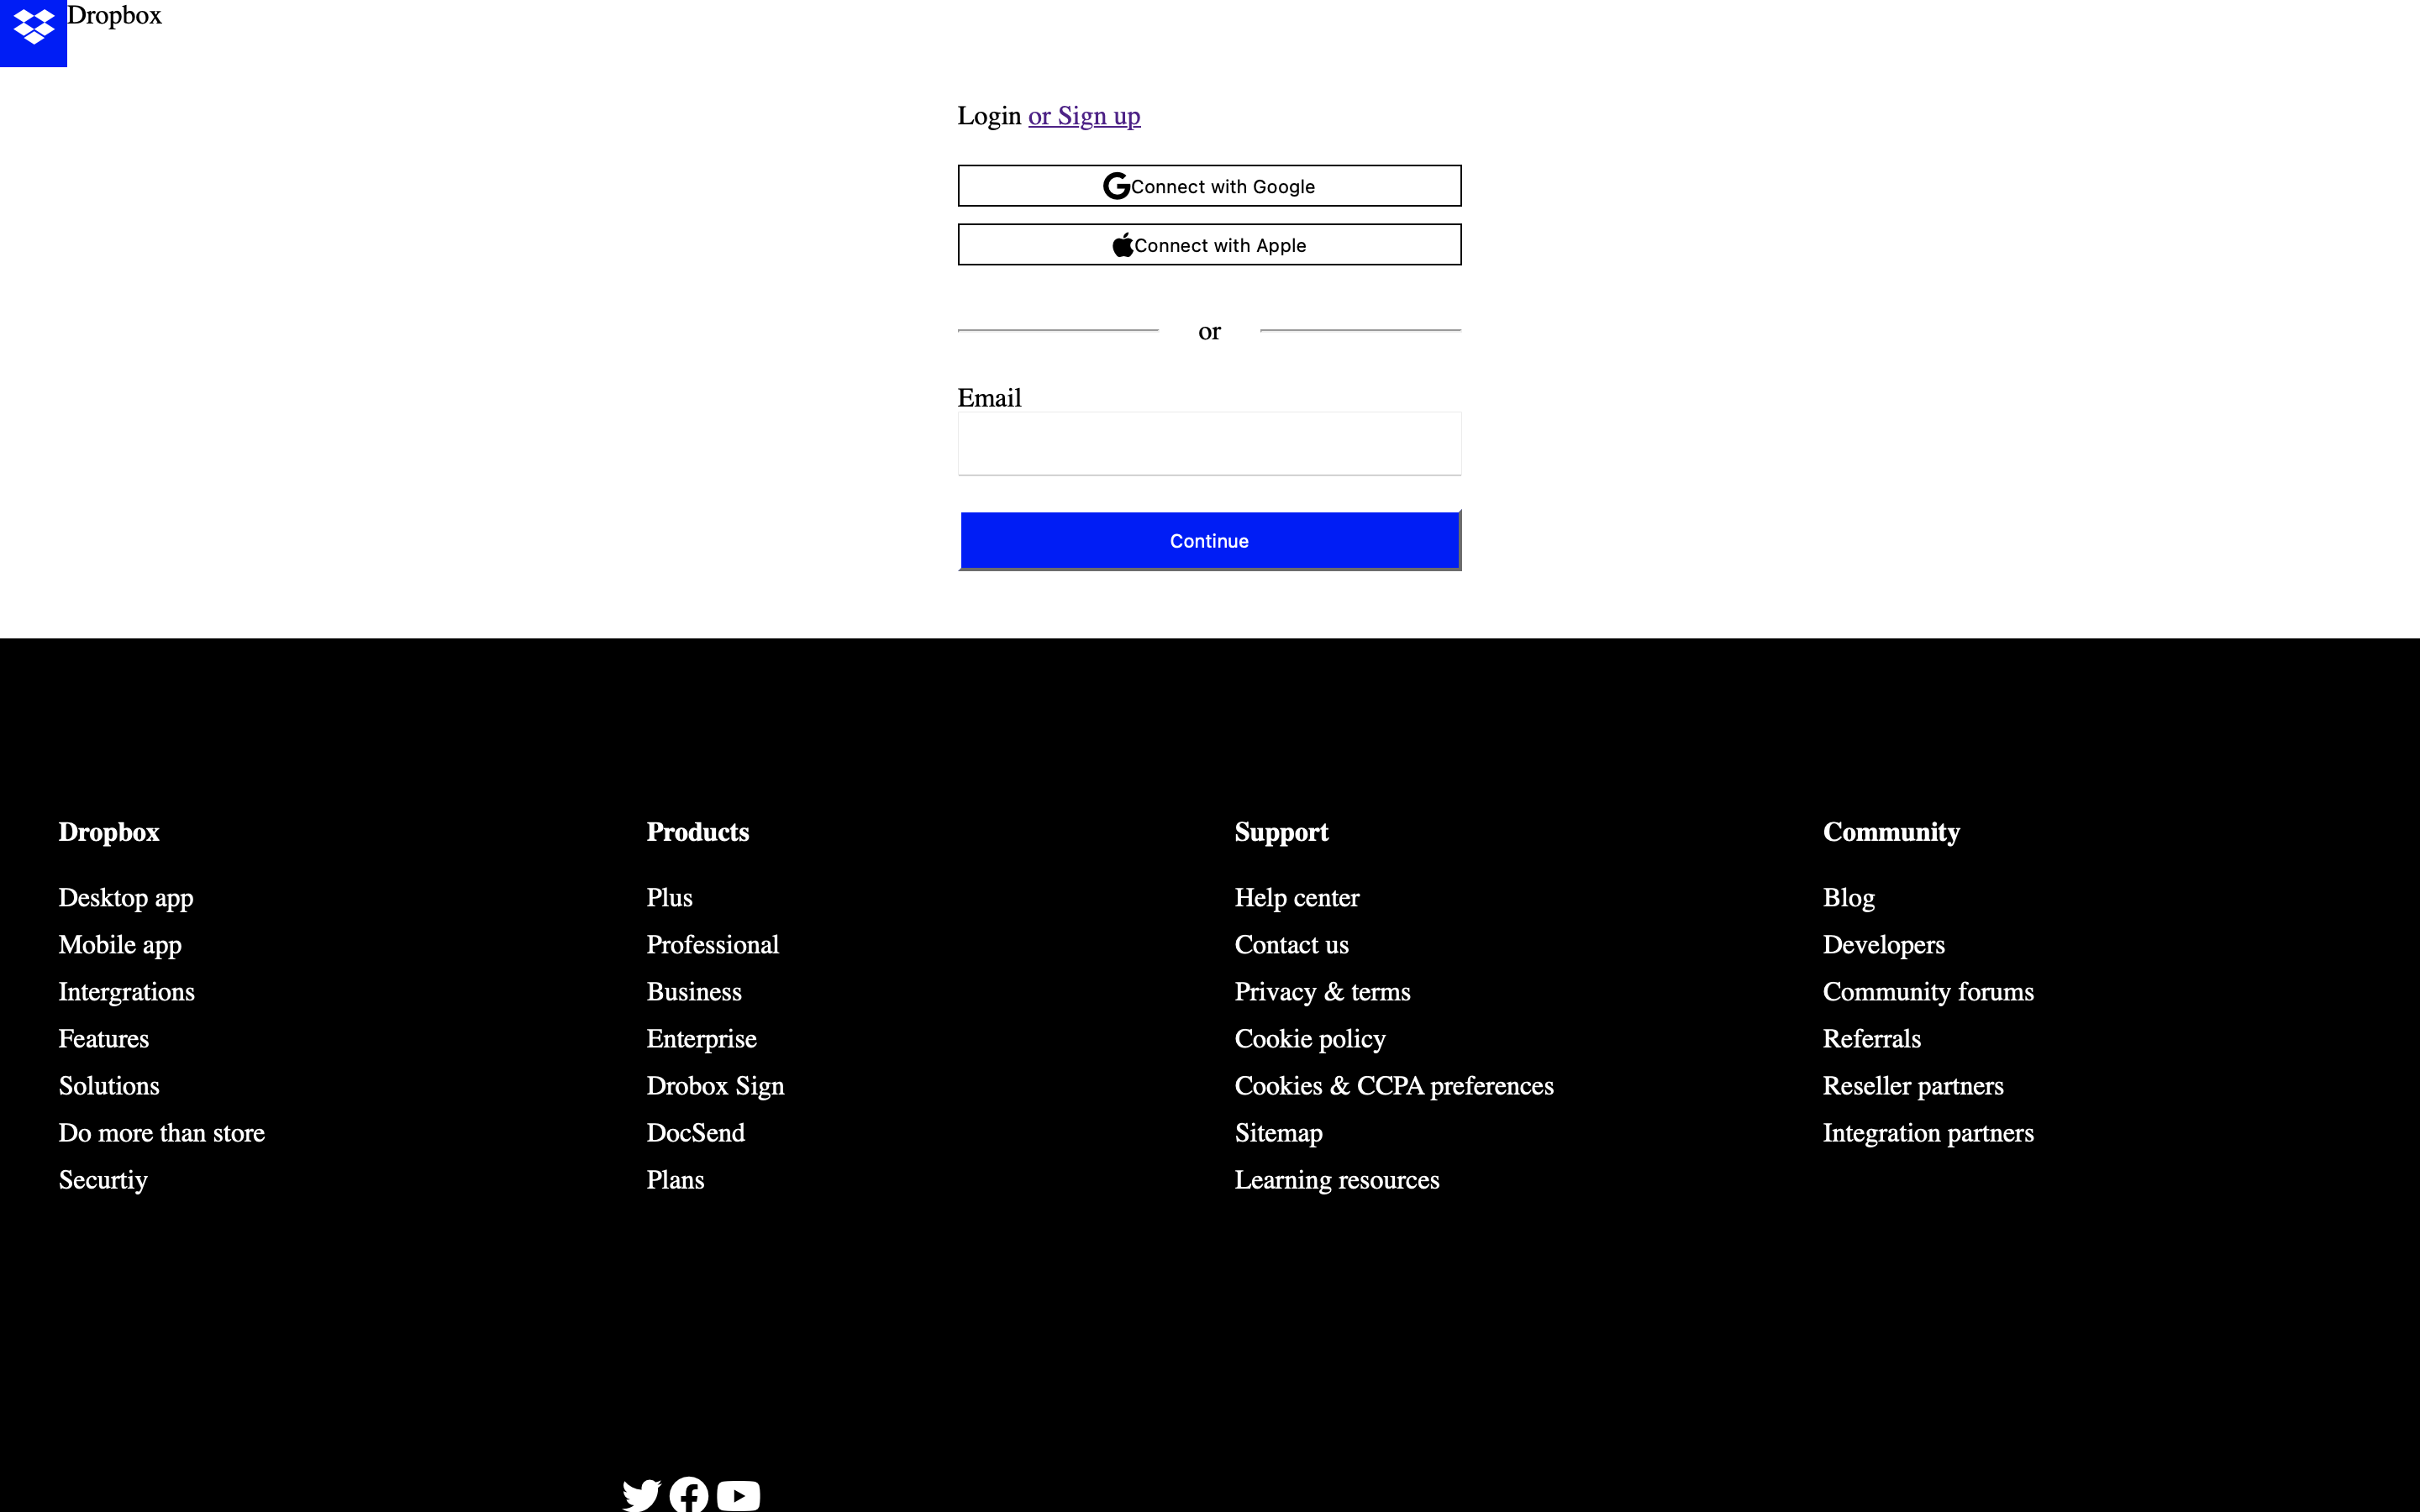 Dropbox
Login or Sign up
Connect with Google
Connect with Apple
or
Email
Continue
Dropbox
Desktop app
Mobile app
Intergrations
Features
Solutions
Do more than store
Securtiy
Products
Plus
Professional
Business
Enterprise
Drobox Sign
DocSend
Plans
Support
Help center
Contact us
Privacy & terms
Cookie policy
Cookies & CCPA preferences
Sitemap
Learning resources
Community
Blog
Developers
Community forums
Referrals
Reseller partners
Integration partners